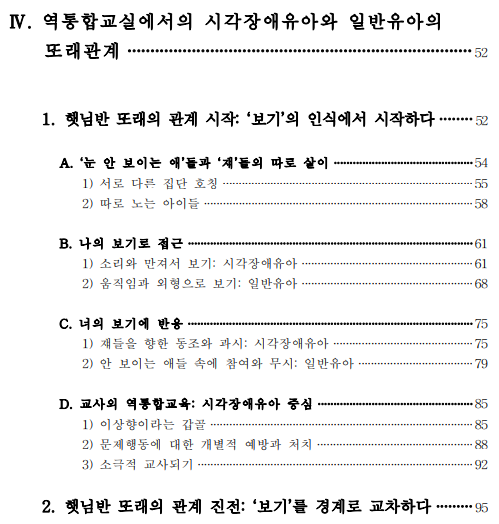 Ⅳ. 역통합교실에서의 시각장애유아와 일반유아의
또래관계 ······ 52
1. 햇님반 또래의 관계 시작: ‘보기’의 인식에서 시작하다 ······ 52
A. ‘눈 안 보이는 애’들과 ‘쟤’들의 따로 살이 ······ 54
1) 서로 다른 집단 호칭 ······ 55
2) 따로 노는 아이들 ······ 58
B. 나의 보기로 접근 ······ 61
1) 소리와 만져서 보기: 시각장애유아 ······ 61
2) 움직임과 외형으로 보기: 일반유아 ······ 68
C. 너의 보기에 반응 ······ 75
1) 쟤들을 향한 동조와 과시: 시각장애유아 ······ 75
2) 안 보이는 애들 속에 참여와 무시: 일반유아 ······ 79
D. 교사의 역통합교육: 시각장애유아 중심 ······ 85
1) 이상향이라는 갑골 ······ 85
2) 문제행동에 대한 개별적 예방과 처치 ······ 88
3) 소극적 교사되기 ······ 92
2. 햇님반 또래의 관계 진전: ‘보기’를 경계로 교차하다 ······ 95